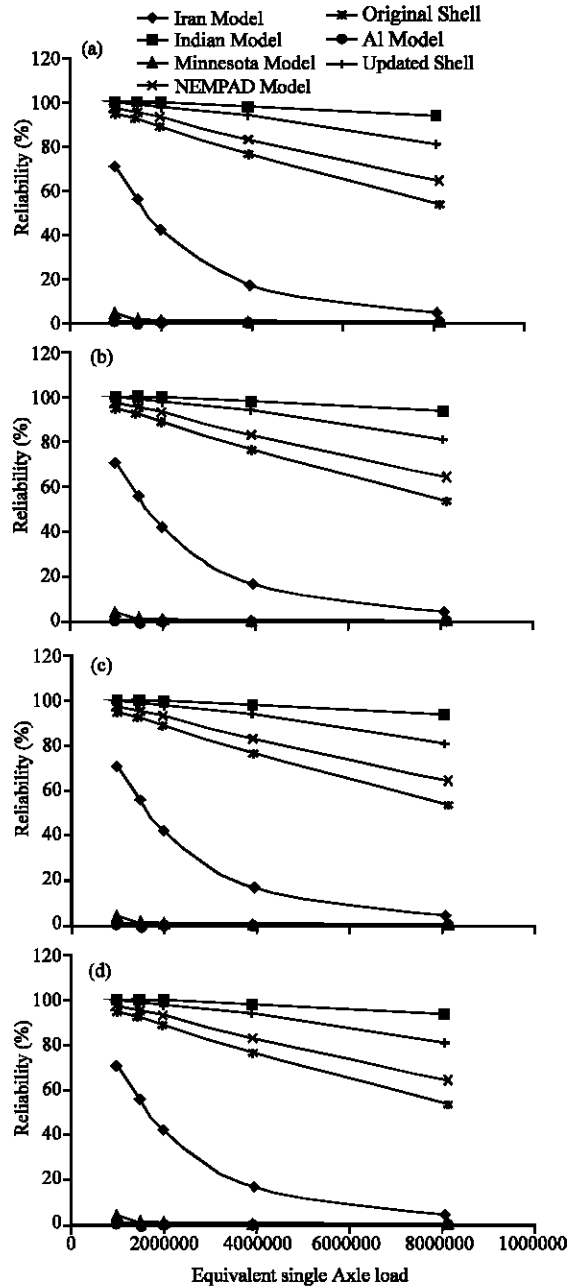 Iran Model
Original Shell
(a)
Indian Model
Al Model
Minnesota Model
Updated Shell
NEMPAD Model
120
100
80
60
40
20
0
Reliability (%)
120
(b)
100
80
60
40
20
0
Reliability (%)
120
(c)
100
80
60
40
20
0
Reliability (%)
120
(d)
100
80
60
40
20
0
Reliability (%)
0 2000000 4000000 6000000 8000000 1000000
Equivalent single Axle load